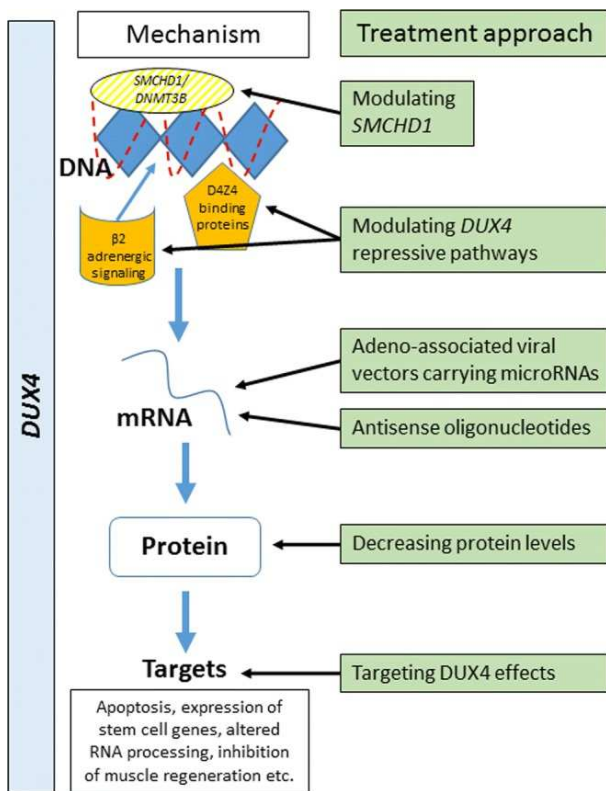 Mechanism
Treatment approach
SMCHD1/
DNMT3B
Modulating
SMCHD1
DNA
D4Z4
binding
proteins
β2
adrenergic
signaling
Modulating DUX4
repressive pathways
Adeno-associated viral
vectors carrying microRNAs
mRNA
Antisense oligonucleotides
DUX4
Protein
Decreasing protein levels
Targets
Targeting DUX4 effects
Apoptosis, expression of
stem cell genes, altered
RNA processing, inhibition
of muscle regeneration etc.